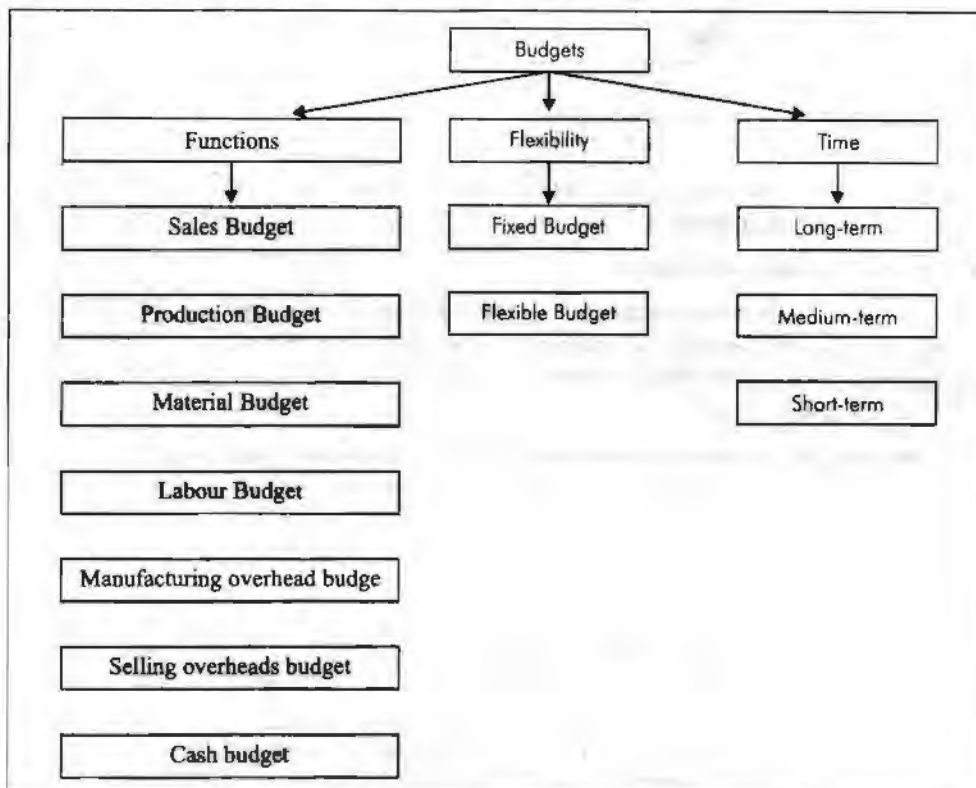 Budgets
Functions
Flexibility
Time
Sales Budget
Fixed Budget
Long-term
Production Budget
Flexible Budget
Medium-term
Material Budget
Short-term
Labour Budget
Manufacturing overhead budge
Selling overheads budget
Cash budget